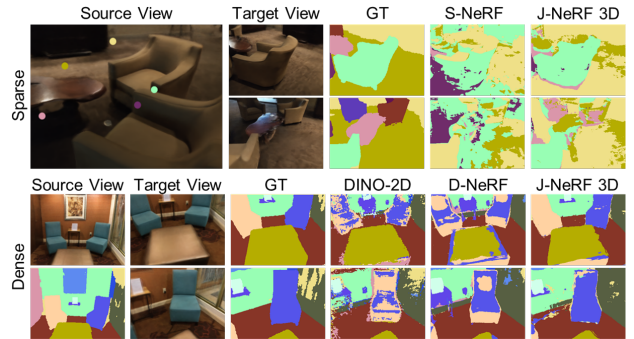 Source View Target View GT S-NeRF J-NeRF 3D
Sparse
Source View Target View GT DINO-2D D-NeRF J-NeRF 3D
Dense